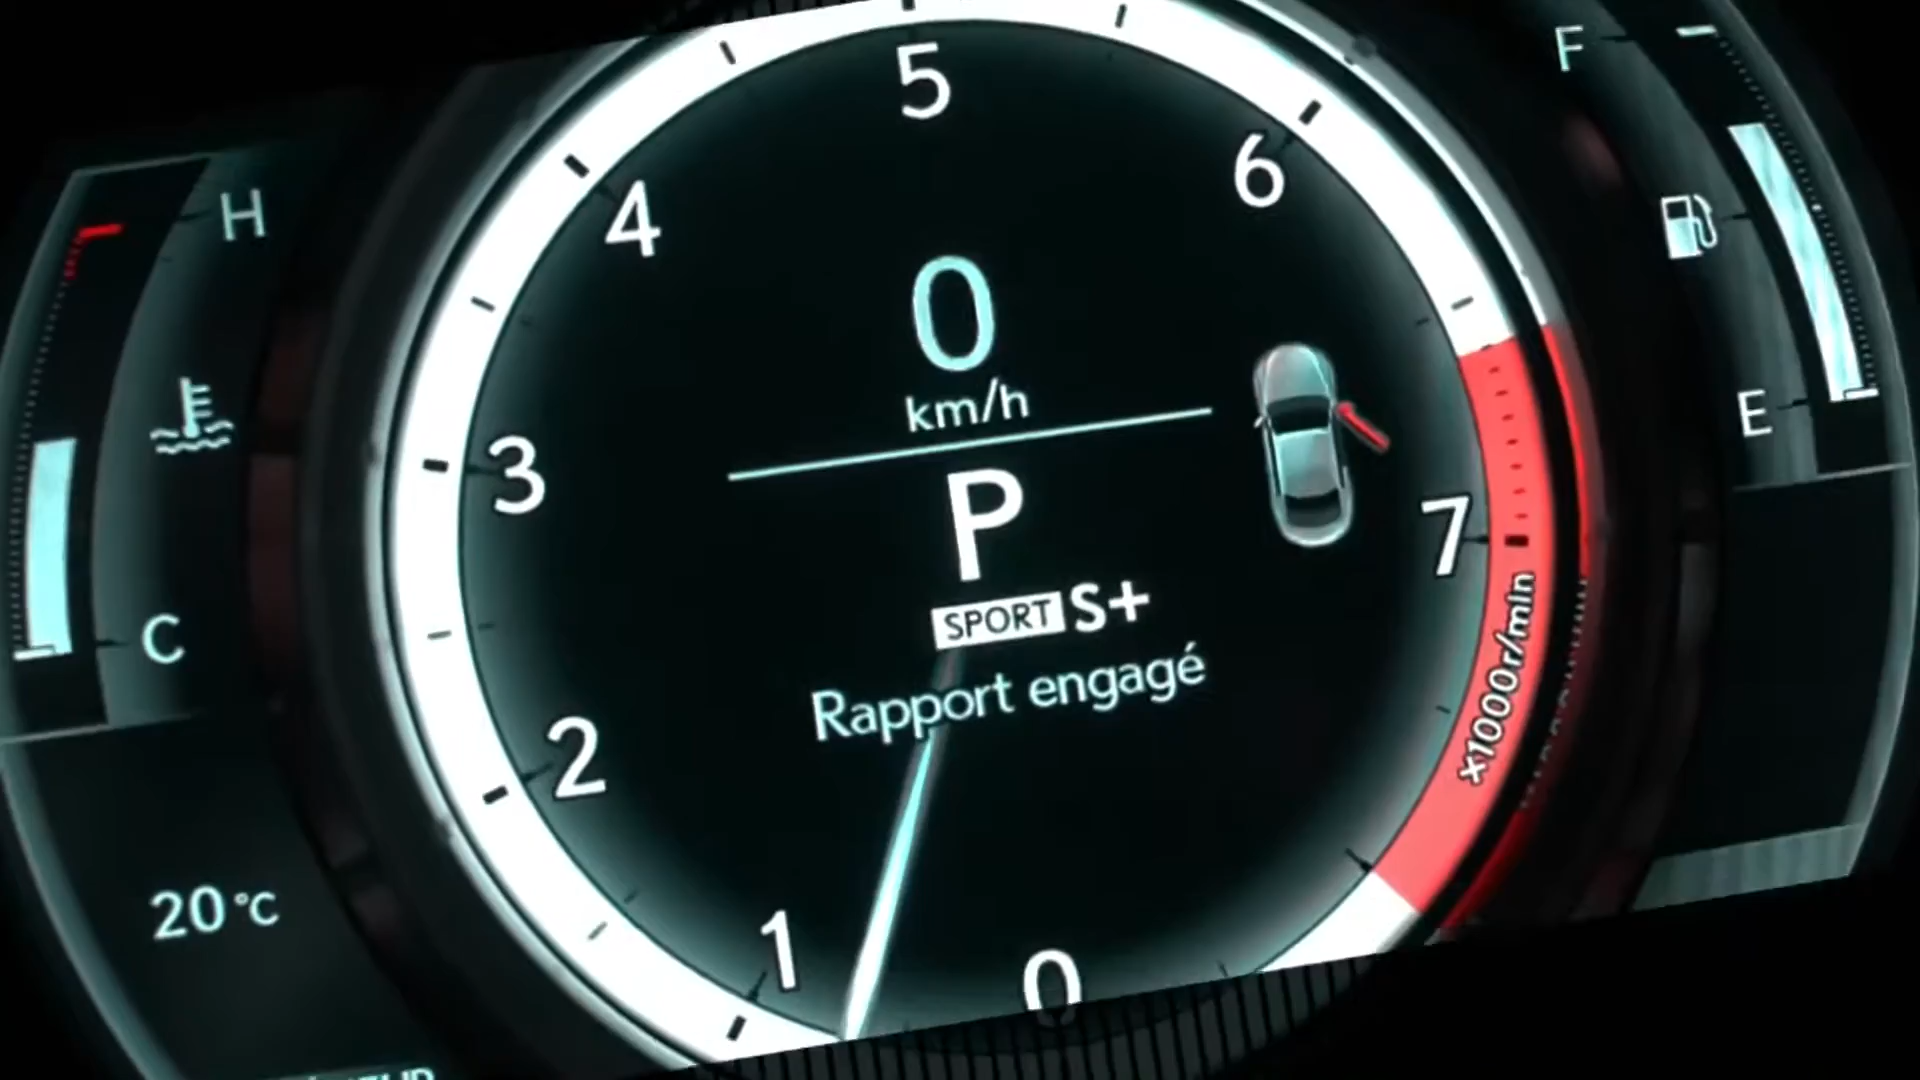 5
F
4
6
H
0
km/h
E
3
P
7
SPORT S+
C
Rapport engagé
x1000r/min
2
20°C
1
0